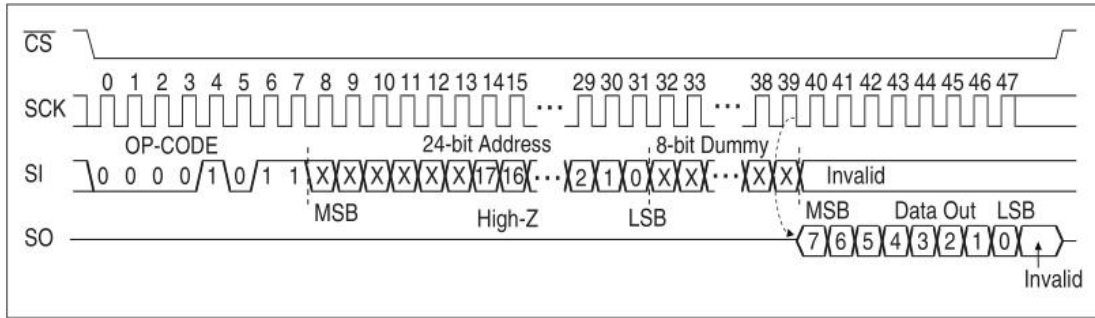 CS
0 1 2 3 4 5 6 7 8 9 10 11 12 13 14 15 29 30 31 32 33 38 39 40 41 42 43 44 45 46 47
SCK ... ...
OP-CODE 24-bit Address 8-bit Dummy
SI 0 0 0 0 1 0 1 1 X X X X X X 17 16 ... 2 1 0 X X ... X X Invalid
MSB High-Z LSB MSB Data Out LSB
SO 7 6 5 4 3 2 1 0
Invalid